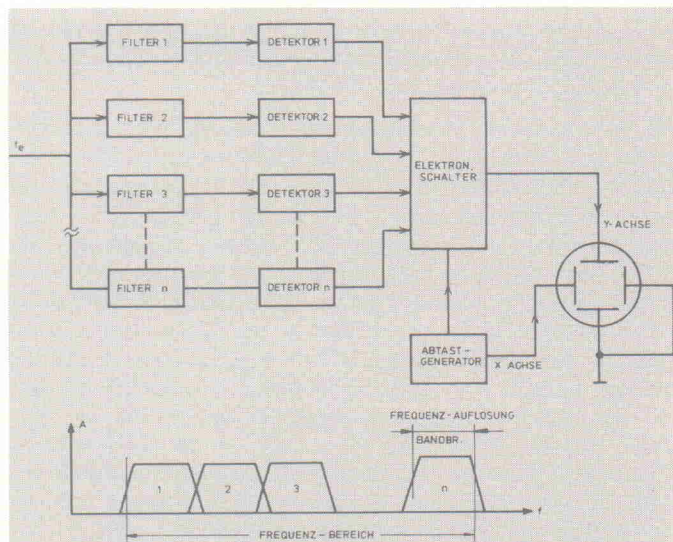 FILTER 1
DETEKTOR 1
FILTER 2
DETEKTOR 2
ELEKTRON.
SCHALTER
fe
FILTER 3
DETEKTOR 3
Y-ACHSE
FILTER n
DETEKTOR n
ABTAST-
GENERATOR
X ACHSE
FREQUENZ-AUFLÖSUNG
BANDBR.
A
1
2
3
n
f
FREQUENZ-BEREICH